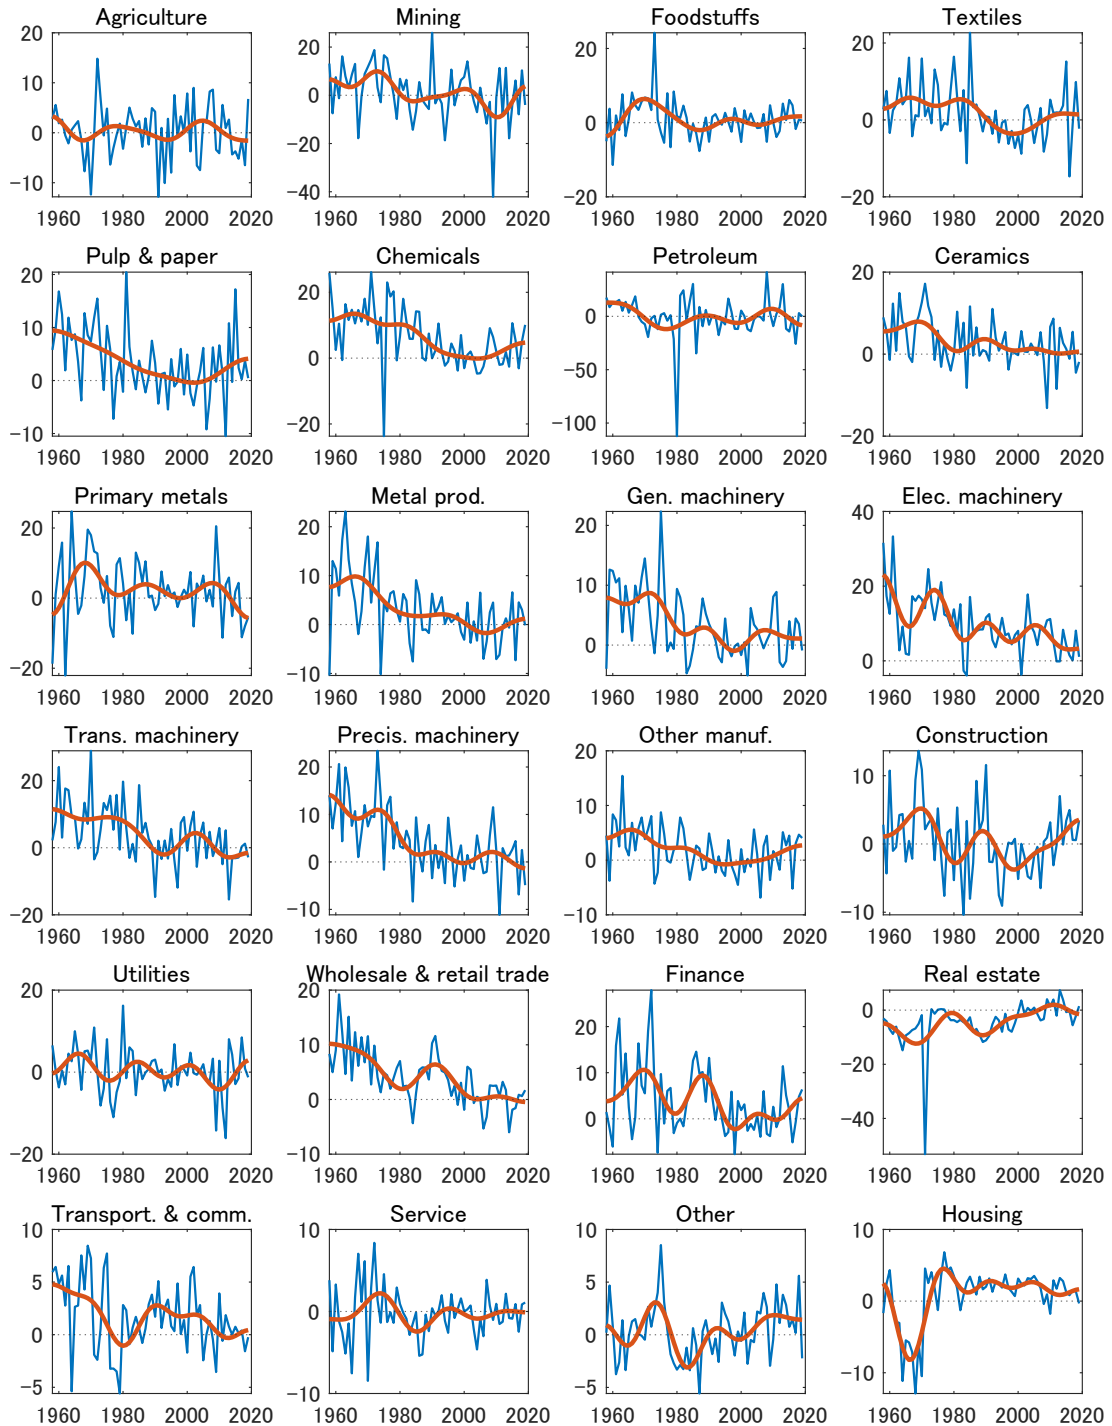 Agriculture Mining Foodstuffs Textiles
20 20 20 20
10 0 0 0
0 -20
-10 -40 -20 -20
1960 1980 2000 2020 1960 1980 2000 2020 1960 1980 2000 2020 1960 1980 2000 2020
Pulp & paper Chemicals Petroleum Ceramics
20 20 0 20
10 0 -50 0
0
-10 -20 -100 -20
1960 1980 2000 2020 1960 1980 2000 2020 1960 1980 2000 2020 1960 1980 2000 2020
Primary metals Metal prod. Gen. machinery Elec. machinery
20 20 20 40
0 10 10 20
-20 0 0 0
-10
1960 1980 2000 2020 1960 1980 2000 2020 1960 1980 2000 2020 1960 1980 2000 2020
Trans. machinery Precis. machinery Other manuf. Construction
20 20 20 10
0 10 10 0
-20 0 0 -10
-10 -10
1960 1980 2000 2020 1960 1980 2000 2020 1960 1980 2000 2020 1960 1980 2000 2020
Utilities Wholesale & retail trade Finance Real estate
20 20 20 0
0 10 10 -20
-20 0 0 -40
-10
1960 1980 2000 2020 1960 1980 2000 2020 1960 1980 2000 2020 1960 1980 2000 2020
Transport. & comm. Service Other Housing
10 10 10 10
5 0 5 0
0 -10 0 -10
-5 -5
1960 1980 2000 2020 1960 1980 2000 2020 1960 1980 2000 2020 1960 1980 2000 2020